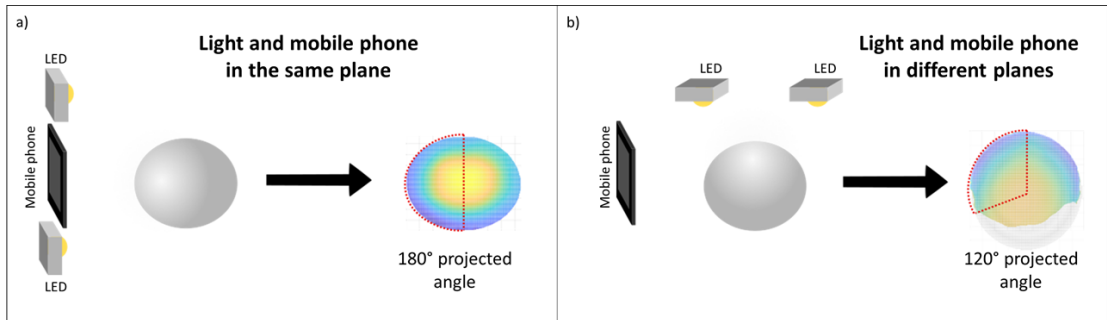 a)
Light and mobile phone
in the same plane
LED
Mobile phone
LED
180° projected
angle
b)
Light and mobile phone
in different planes
LED
LED
Mobile phone
120° projected
angle